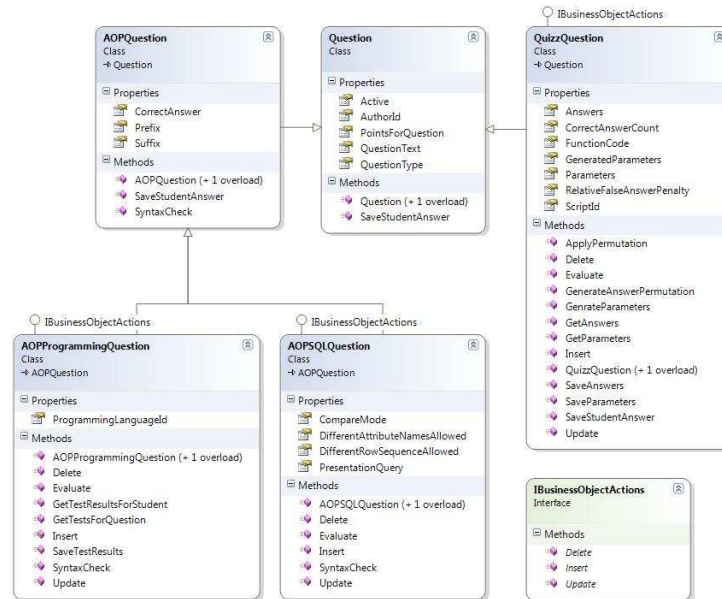 AOPQuestion
Class
Question
Properties
CorrectAnswer
Prefix
Suffix
Methods
AOPQuestion (+ 1 overload)
SaveStudentAnswer
SyntaxCheck
Question
Class
Properties
Active
AuthorId
PointsForQuestion
QuestionText
QuestionType
Methods
Question (+ 1 overload)
SaveStudentAnswer
IBusinessObjectActions
QuizzQuestion
Class
Question
Properties
Answers
CorrectAnswerCount
FunctionCode
GeneratedParameters
Parameters
RelativeFalseAnswerPenalty
ScriptId
Methods
ApplyPermutation
Delete
Evaluate
GenerateAnswerPermutation
GenrateParameters
GetAnswers
GetParameters
Insert
QuizzQuestion (+ 1 overload)
SaveAnswers
SaveParameters
SaveStudentAnswer
Update
IBusinessObjectActions
AOPProgrammingQuestion
Class
AOPQuestion
Properties
ProgrammingLanguageId
Methods
AOPProgrammingQuestion (+ 1 overload)
Delete
Evaluate
GetTestResultsForStudent
GetTestsForQuestion
Insert
SaveTestResults
SyntaxCheck
Update
IBusinessObjectActions
AOPSQLQuestion
Class
AOPQuestion
Properties
CompareMode
DifferentAttributeNamesAllowed
DifferentRowSequenceAllowed
PresentationQuery
Methods
AOPSQLQuestion (+ 1 overload)
Delete
Evaluate
Insert
SyntaxCheck
Update
IBusinessObjectActions
Interface
Methods
Delete
Insert
Update